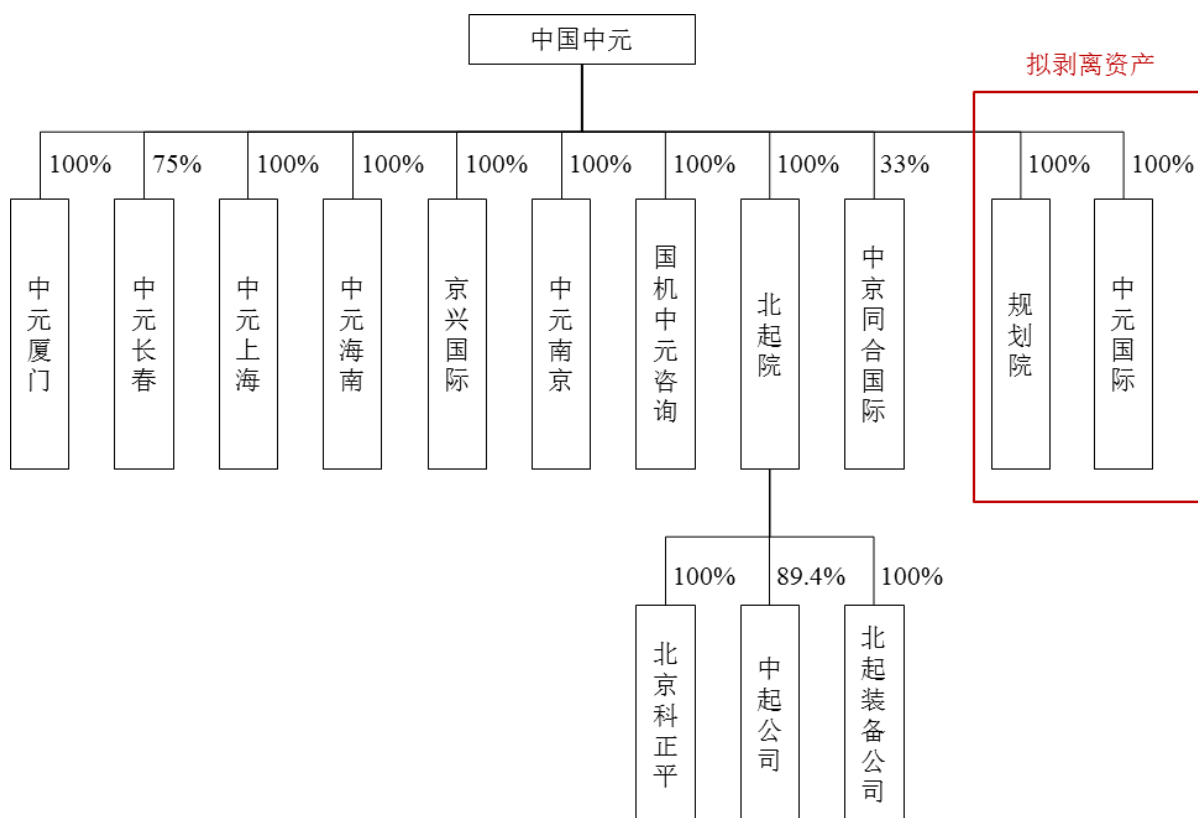 中国中元
拟剥离资产
100%
75%
100%
100%
100%
100%
100%
100%
33%
100%
100%
中元厦门
中元长春
中元上海
中元海南
京兴国际
中元南京
国机中元咨询
北起院
中京同合国际
规划院
中元国际
100%
89.4%
100%
北京科正平
中起公司
北起装备公司